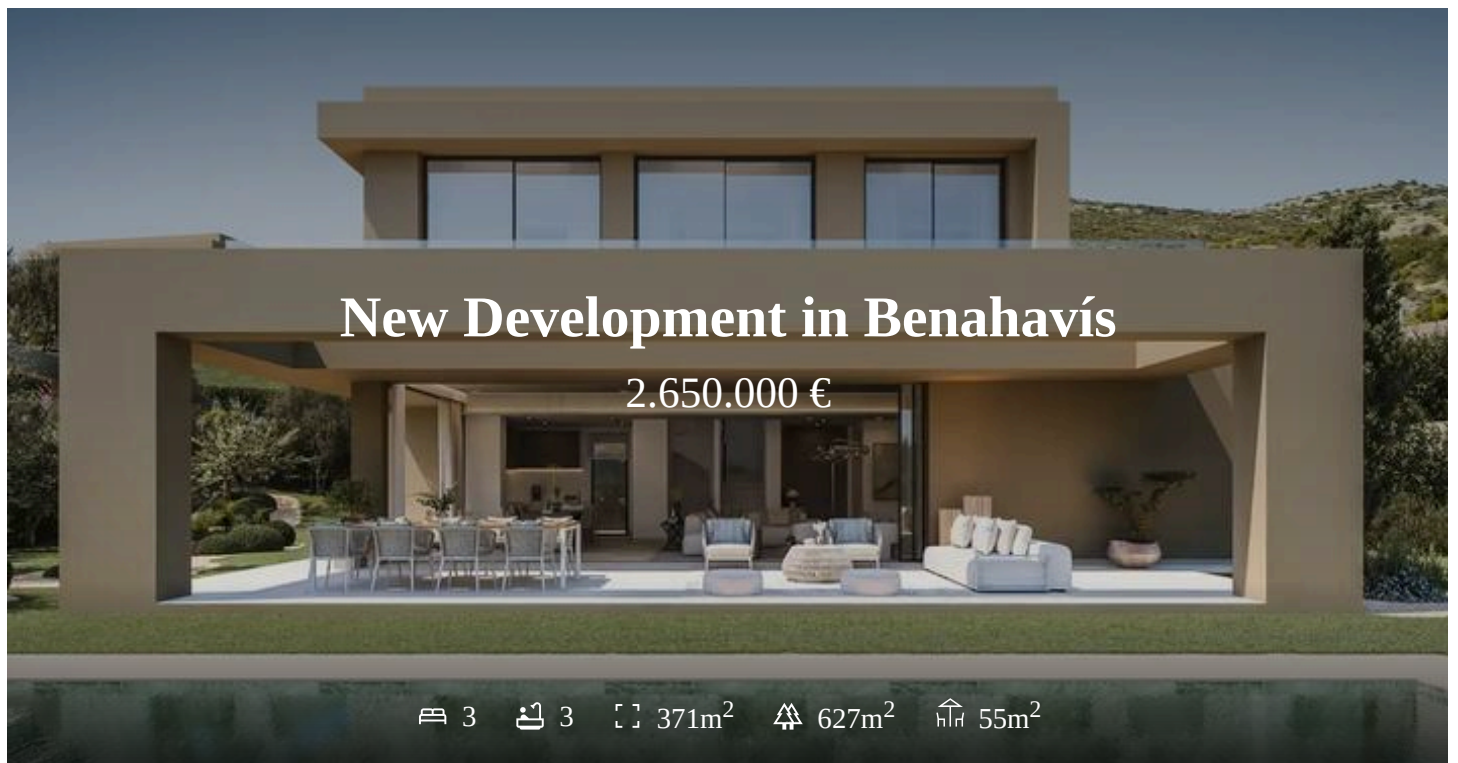 New Development in Benahavís
2.650.000 €
3 3 371m² 627m² 55m²